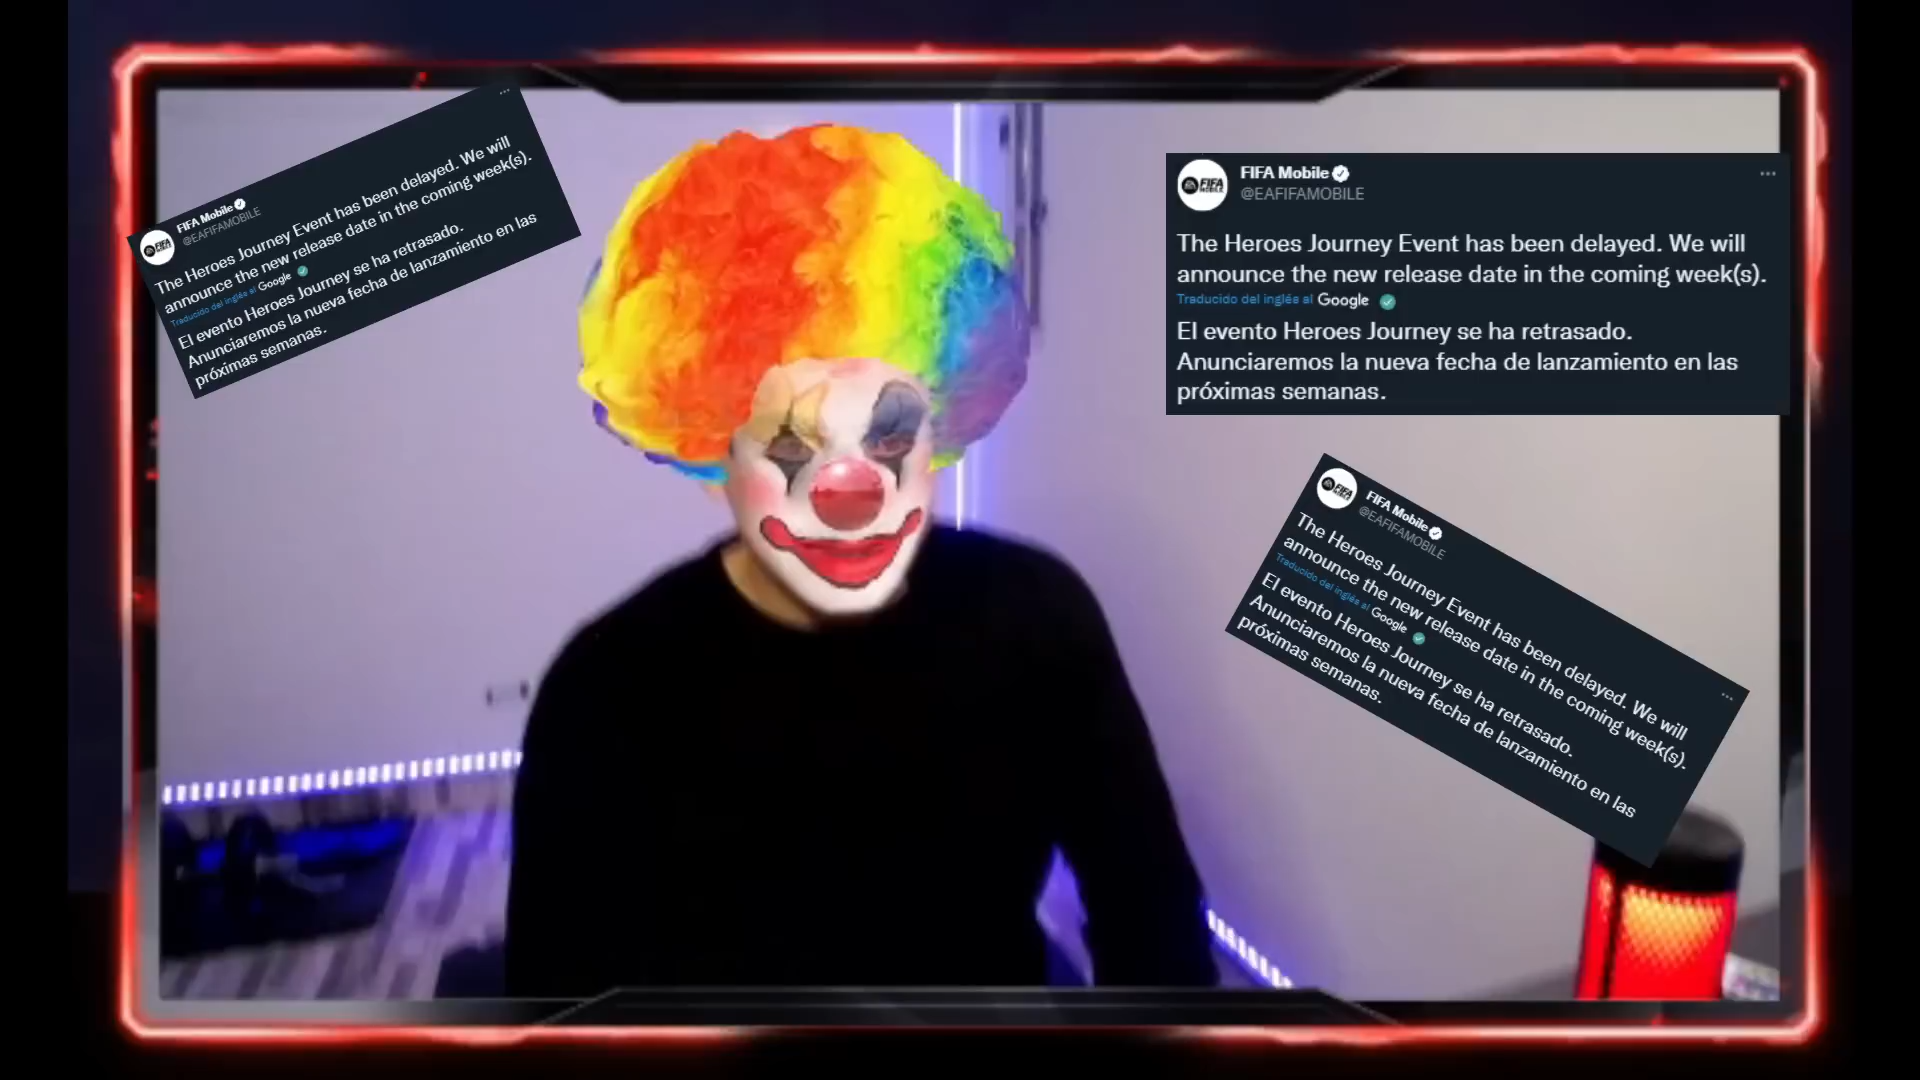 FIFA Mobile
@EAFIFAMOBILE
The Heroes Journey Event has been delayed. We will
announce the new release date in the coming week(s).
Traducido del inglés al Google
El evento Heroes Journey se ha retrasado.
Anunciaremos la nueva fecha de lanzamiento en las
próximas semanas.
FIFA Mobile
@EAFIFAMOBILE
The Heroes Journey Event has been delayed. We will
announce the new release date in the coming week(s).
Traducido del inglés al Google
El evento Heroes Journey se ha retrasado.
Anunciaremos la nueva fecha de lanzamiento en las
próximas semanas.
FIFA Mobile
@EAFIFAMOBILE
The Heroes Journey Event has been delayed. We will
announce the new release date in the coming week(s).
Traducido del inglés al Google
El evento Heroes Journey se ha retrasado.
Anunciaremos la nueva fecha de lanzamiento en las
próximas semanas.